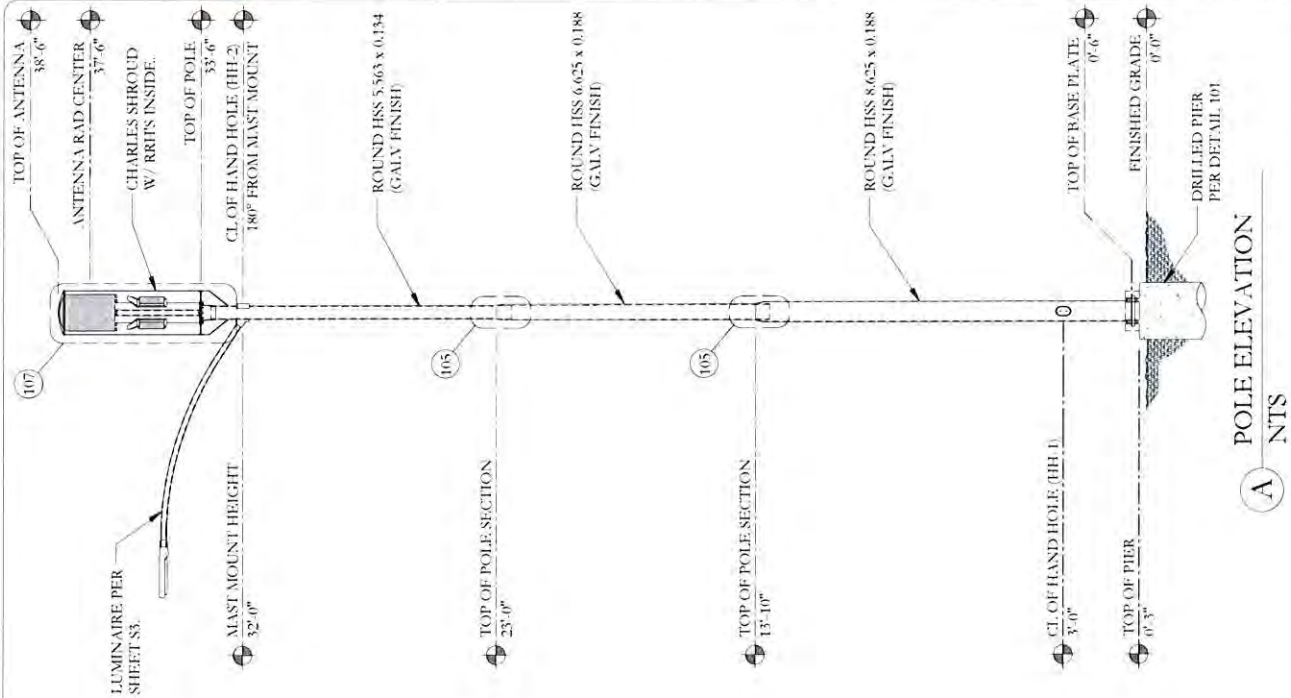 TOP OF ANTENNA
38'-6"
ANTENNA RAD CENTER
37'-6"
CHARLES SHROUD
W/ RRH'S INSIDE.
TOP OF POLE
33'-6"
CL OF HAND HOLE (HH-2)
180° FROM MAST MOUNT
ROUND HSS 5.563 x 0.134
(GALV FINISH)
ROUND HSS 6.625 x 0.188
(GALV FINISH)
ROUND HSS 8.625 x 0.188
(GALV FINISH)
TOP OF BASE PLATE
0'-6"
FINISHED GRADE
0'-0"
DRILLED PIER
PER DETAIL 101
107
105
105
LUMINAIRE PER
SHEET S3.
MAST MOUNT HEIGHT
32'-0"
TOP OF POLE SECTION
23'-0"
TOP OF POLE SECTION
13'-10"
CL OF HAND HOLE (HH-1)
3'-0"
TOP OF PIER
0'-3"
A
POLE ELEVATION
NTS